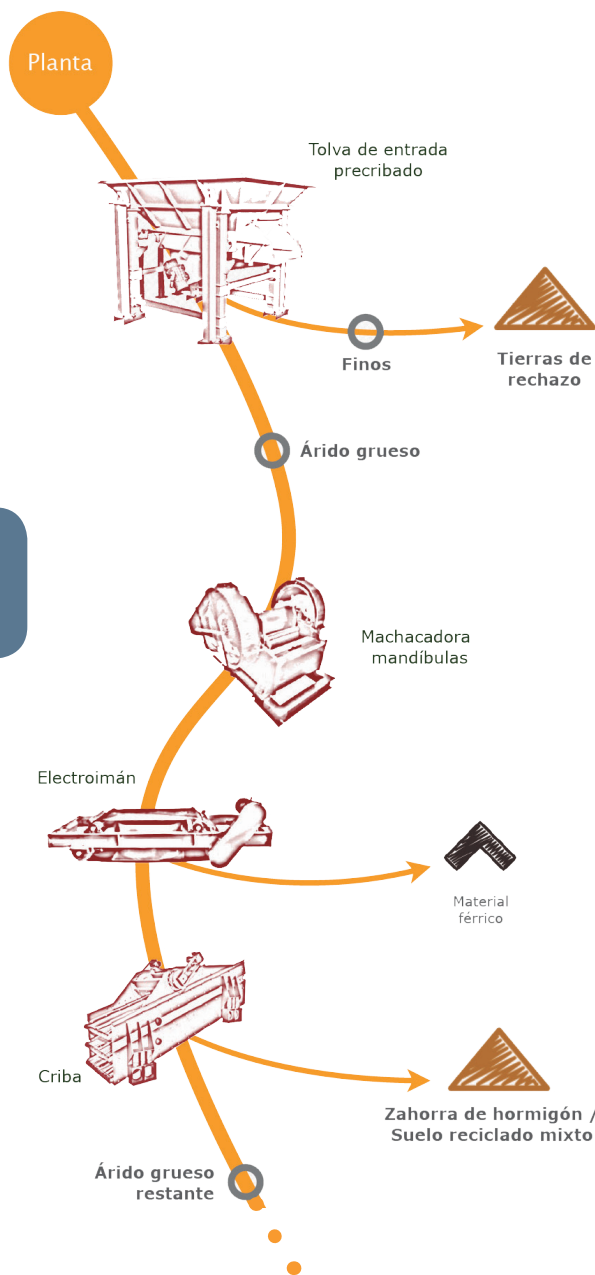 Planta
Tolva de entrada
precribado
Finos
Tierras de
rechazo
Árido grueso
Machacadora
mandíbulas
Electroimán
Material
férrico
Criba
Zahorra de hormigón /
Suelo reciclado mixto
Árido grueso
restante